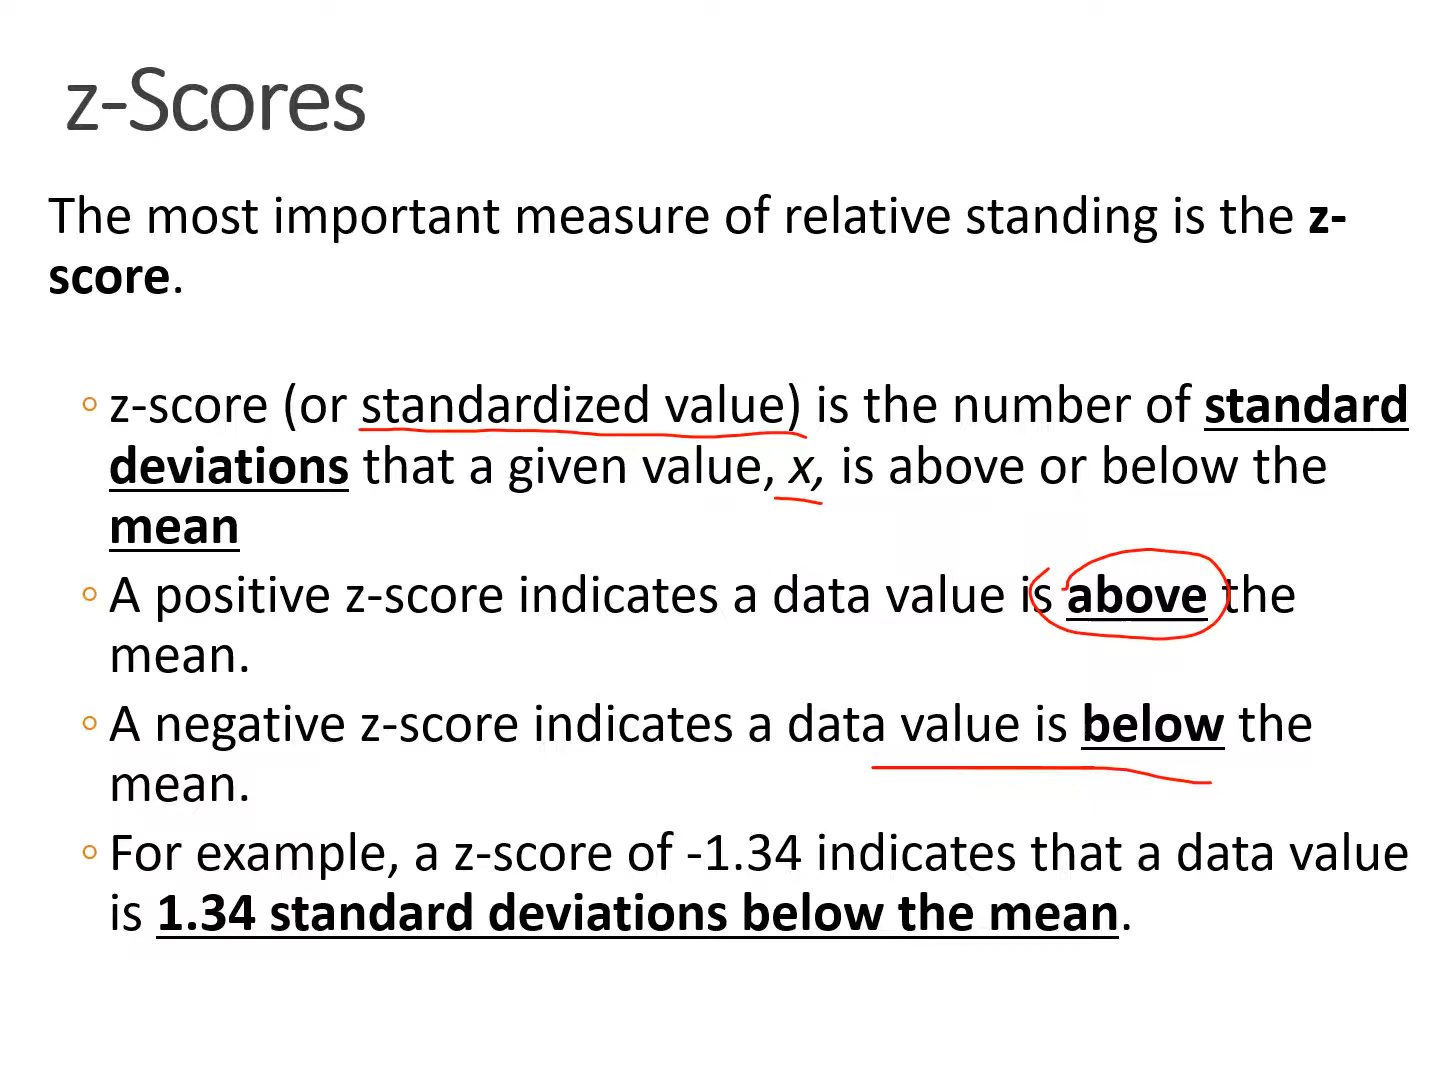 z-Scores
The most important measure of relative standing is the z-
score.
◦ z-score (or standardized value) is the number of standard
deviations that a given value, x, is above or below the
mean
◦ A positive z-score indicates a data value is above the
mean.
◦ A negative z-score indicates a data value is below the
mean.
◦ For example, a z-score of -1.34 indicates that a data value
is 1.34 standard deviations below the mean.